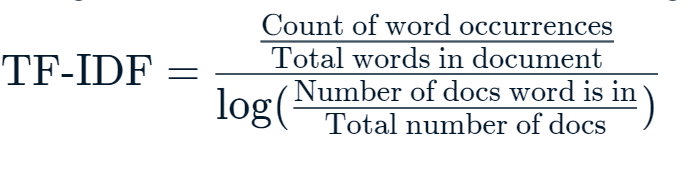 Count of word occurrences
TF-IDF = Total words in document
log(Number of docs word is in
Total number of docs)